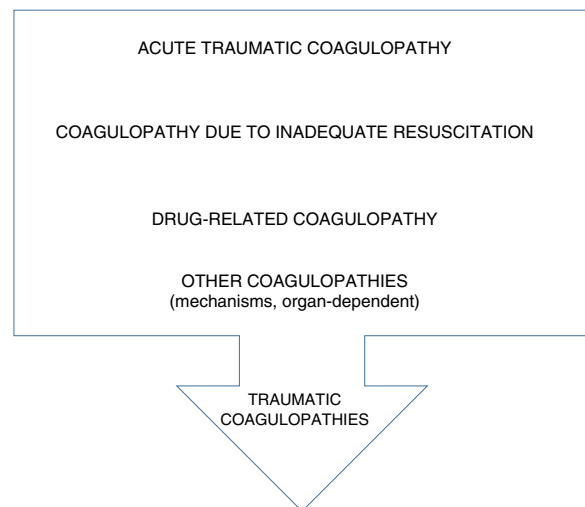 ACUTE TRAUMATIC COAGULOPATHY
COAGULOPATHY DUE TO INADEQUATE RESUSCITATION
DRUG-RELATED COAGULOPATHY
OTHER COAGULOPATHIES
(mechanisms, organ-dependent)
TRAUMATIC
COAGULOPATHIES